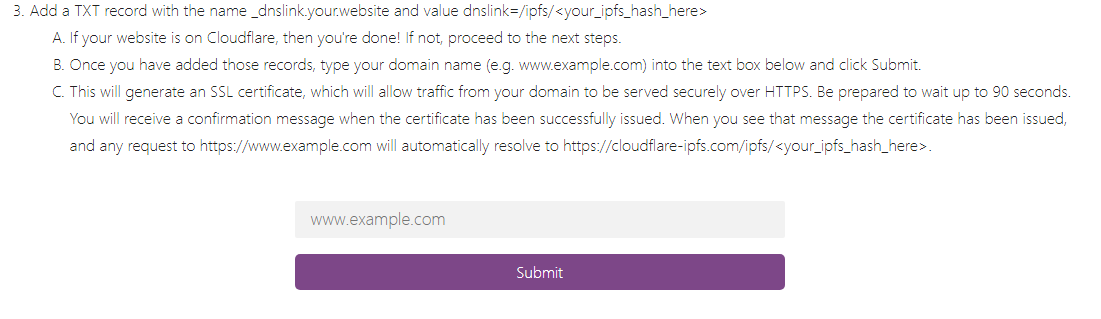 3. Add a TXT record with the name _dnslink.your.website and value dnslink=/ipfs/<your_ipfs_hash_here>
A. If your website is on Cloudflare, then you're done! If not, proceed to the next steps.
B. Once you have added those records, type your domain name (e.g. www.example.com) into the text box below and click Submit.
C. This will generate an SSL certificate, which will allow traffic from your domain to be served securely over HTTPS. Be prepared to wait up to 90 seconds.
You will receive a confirmation message when the certificate has been successfully issued. When you see that message the certificate has been issued,
and any request to https://www.example.com will automatically resolve to https://cloudflare-ipfs.com/ipfs/<your_ipfs_hash_here>.
www.example.com
Submit